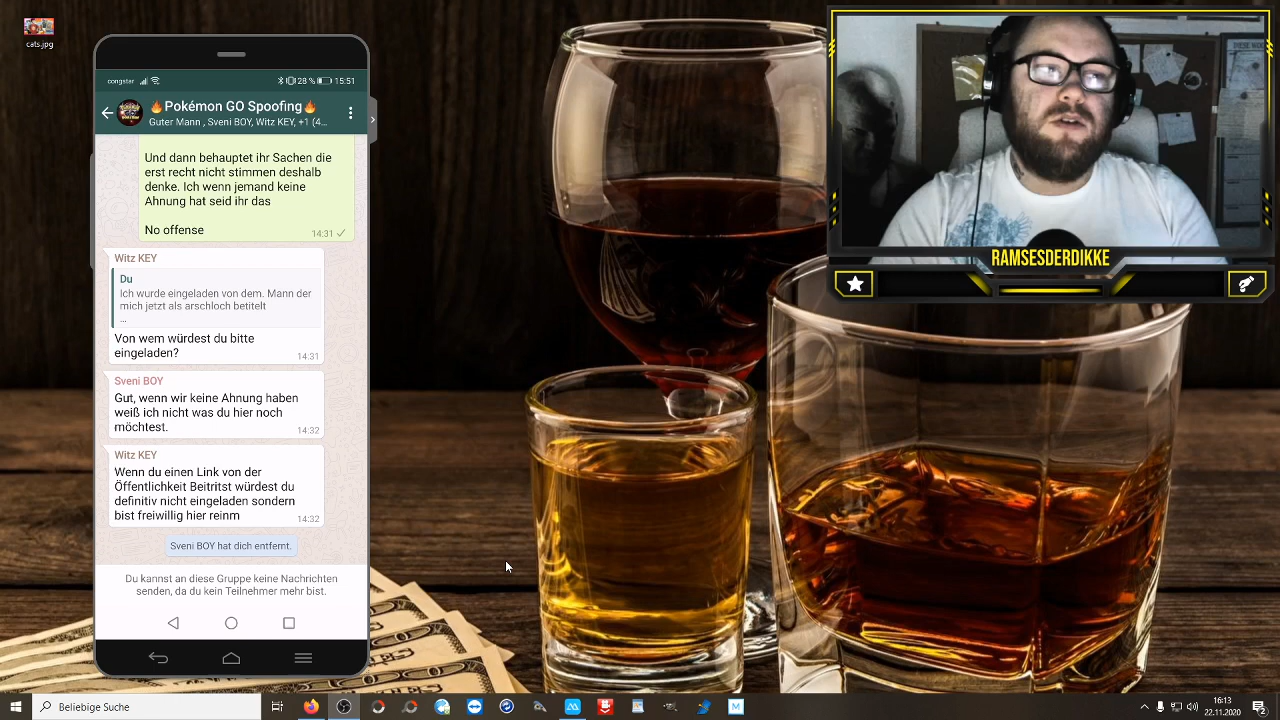 cats.jpg
congstar
28 %
15:51
🔥Pokémon GO Spoofing🔥
Guter Mann , Sveni BOY, Witz KEY, +1 (4...
Und dann behauptet ihr Sachen die
erst recht nicht stimmen deshalb
denke. Ich wenn jemand keine
Ahnung hat seid ihr das
No offense
14:31
Witz KEY
Du
Ich wurde eingeladen von dem. Mann der
mich jetzt als arschloch betitelt
...
Von wem würdest du bitte
eingeladen?
14:31
Sveni BOY
Gut, wenn wir keine Ahnung haben
weiß ich nicht was du hier noch
möchtest.
14:32
Witz KEY
Wenn du einen Link von der
Öffentlichkeit Beitritst würdest du
definitiv nicht eingeladen sondern
bist freiwillig hier reinm
14:32
Sveni BOY hat dich entfernt.
Du kannst an diese Gruppe keine Nachrichten
senden, da du kein Teilnehmer mehr bist.
RAMSESDERDIKKE
Beliebige Suche
16:13
22.11.2020
2